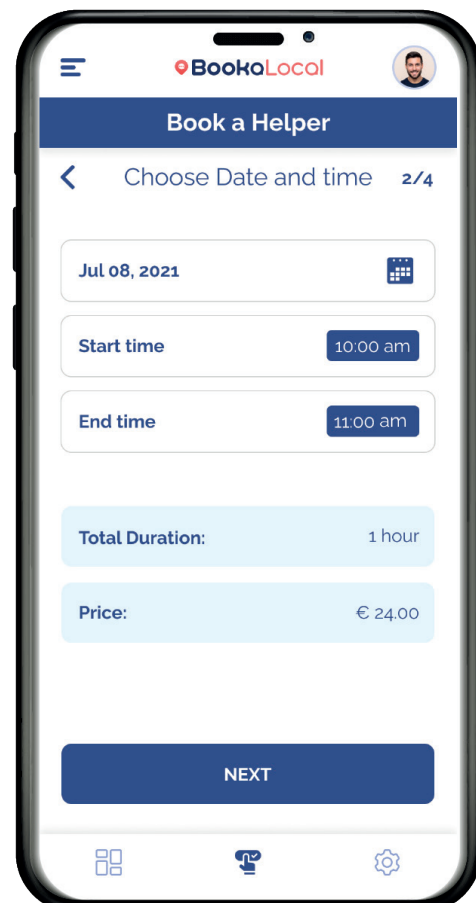 BookaLocal
Book a Helper
Choose Date and time 2/4
Jul 08, 2021
Start time 10:00 am
End time 11:00 am
Total Duration: 1 hour
Price: € 24.00
NEXT